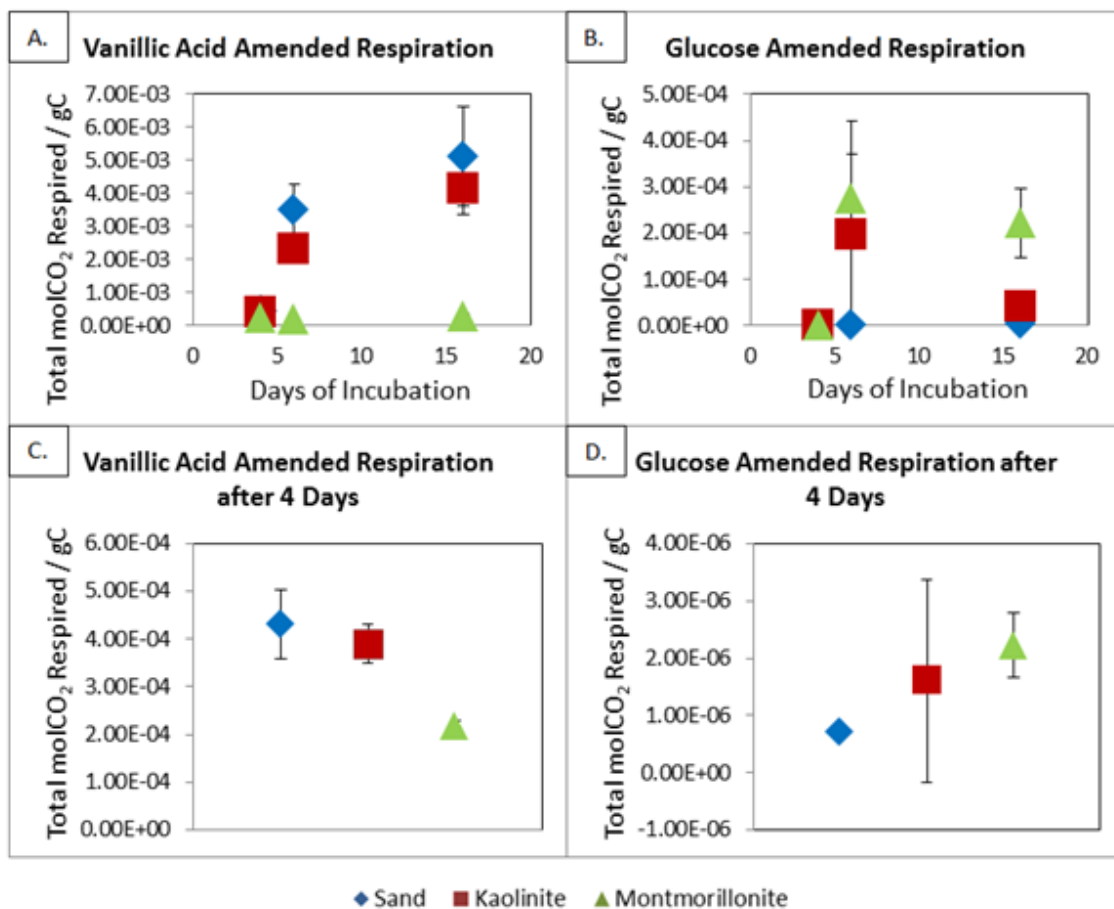 A.
Vanillic Acid Amended Respiration
Total molCO₂ Respired / gC
7.00E-03
6.00E-03
5.00E-03
4.00E-03
3.00E-03
2.00E-03
1.00E-03
0.00E+00
0 5 10 15 20
Days of Incubation
B.
Glucose Amended Respiration
Total molCO₂ Respired / gC
5.00E-04
4.00E-04
3.00E-04
2.00E-04
1.00E-04
0.00E+00
0 5 10 15 20
Days of Incubation
C.
Vanillic Acid Amended Respiration
after 4 Days
Total molCO₂ Respired / gC
6.00E-04
5.00E-04
4.00E-04
3.00E-04
2.00E-04
1.00E-04
0.00E+00
D.
Glucose Amended Respiration after
4 Days
Total molCO₂ Respired / gC
4.00E-06
3.00E-06
2.00E-06
1.00E-06
0.00E+00
-1.00E-06
Sand Kaolinite Montmorillonite